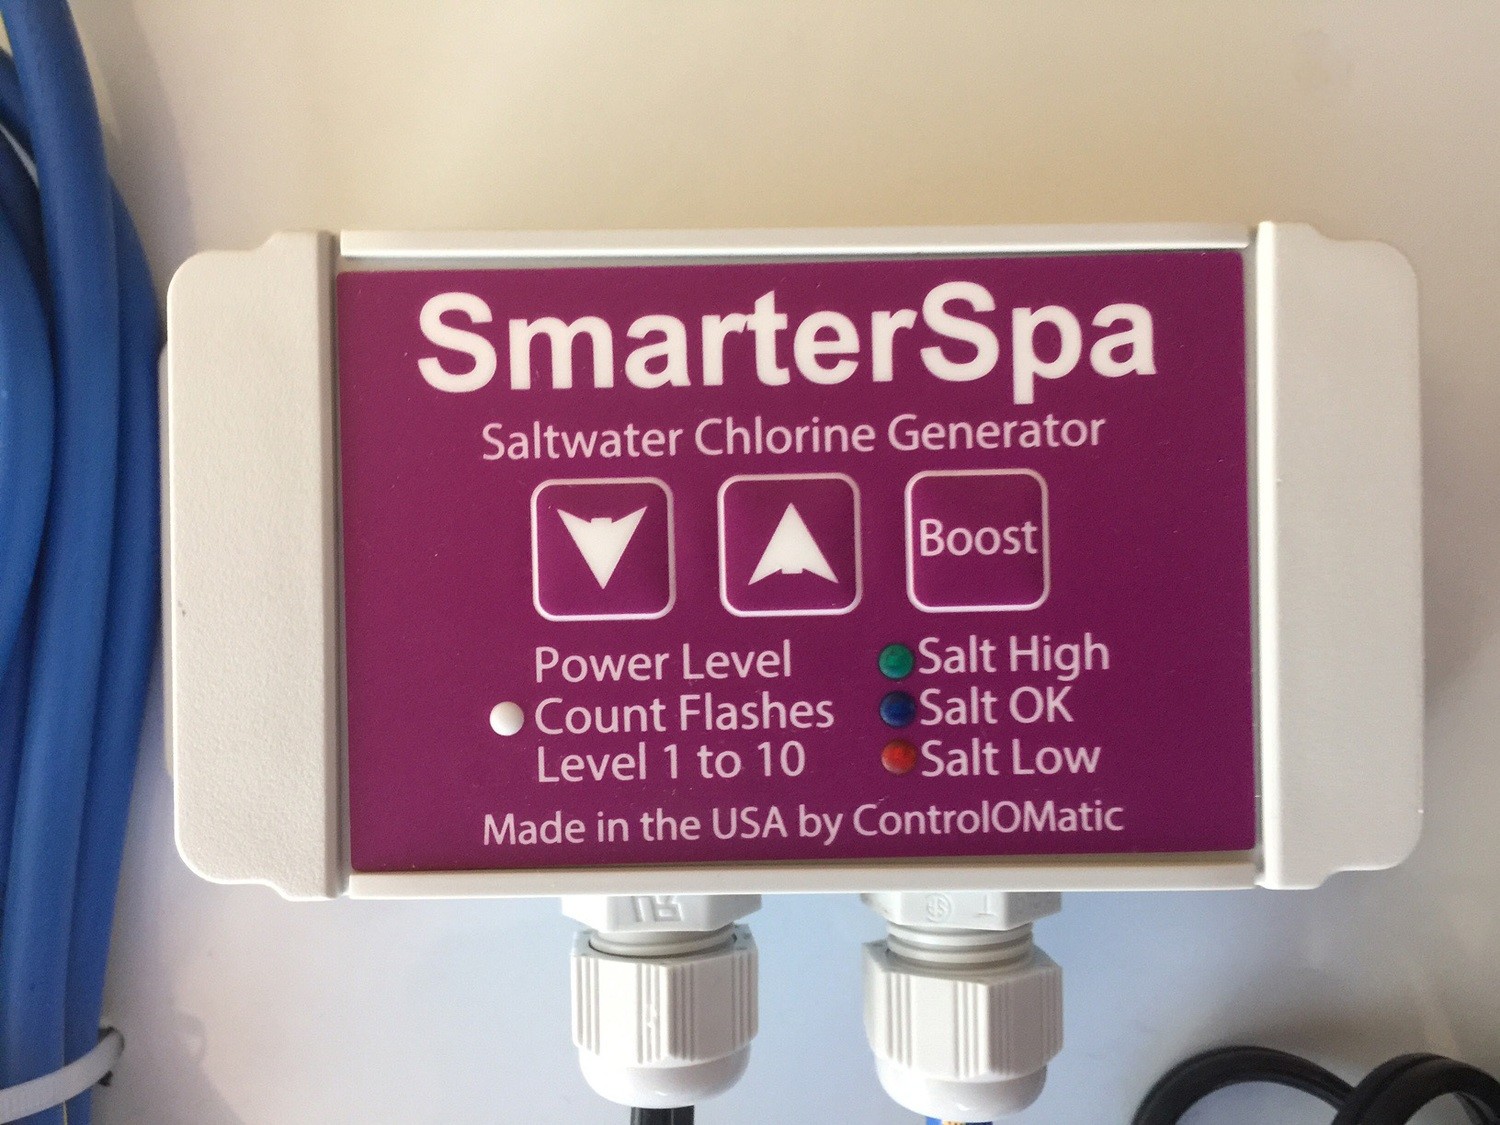 SmarterSpa
Saltwater Chlorine Generator
Boost
Power Level
Count Flashes
Level 1 to 10
Salt High
Salt OK
Salt Low
Made in the USA by ControlOMatic